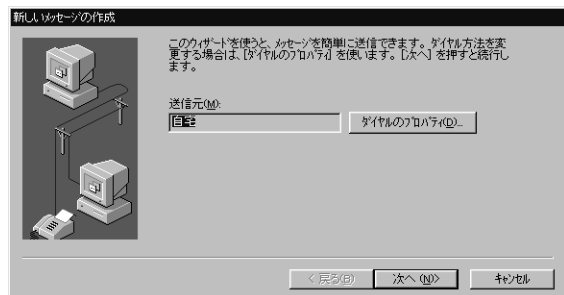 新しいメッセージの作成
このウィザードを使うと、メッセージを簡単に送信できます。ダイヤル方法を変
更する場合は、[ダイヤルのプロパティ] を使います。[次へ] を押すと続行し
ます。
送信元(M):
自宅
ダイヤルのプロパティ(D)...
< 戻る(B)
次へ (N)>
キャンセル